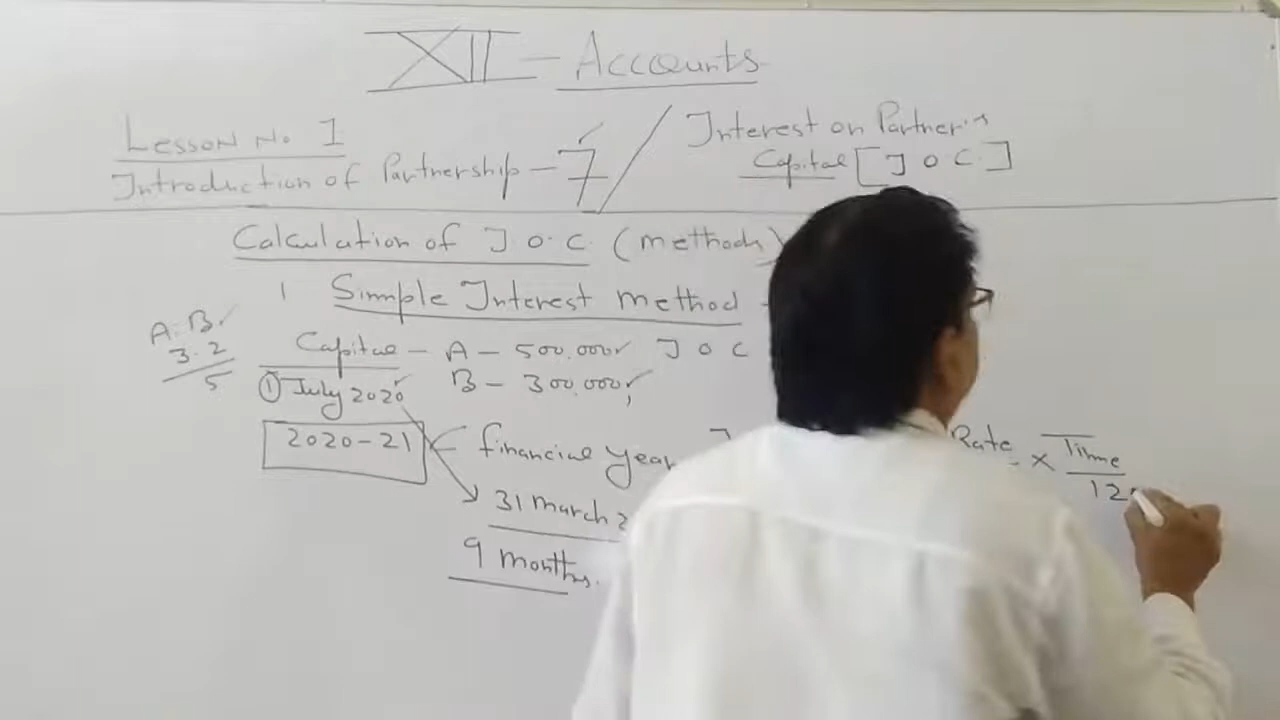 XII - Accounts
Lesson No. 1
Introduction of Partnership - 7 / Interest on Partner's
Capital [I O C]
Calculation of I.O.C. (methods)
1 Simple Interest method
A: B
3:2
5
Capital - A - 500,000 I O C
① July 2020 B - 300,000
2020-21 financial year
31 march 2
9 months.
Rate × Time
12